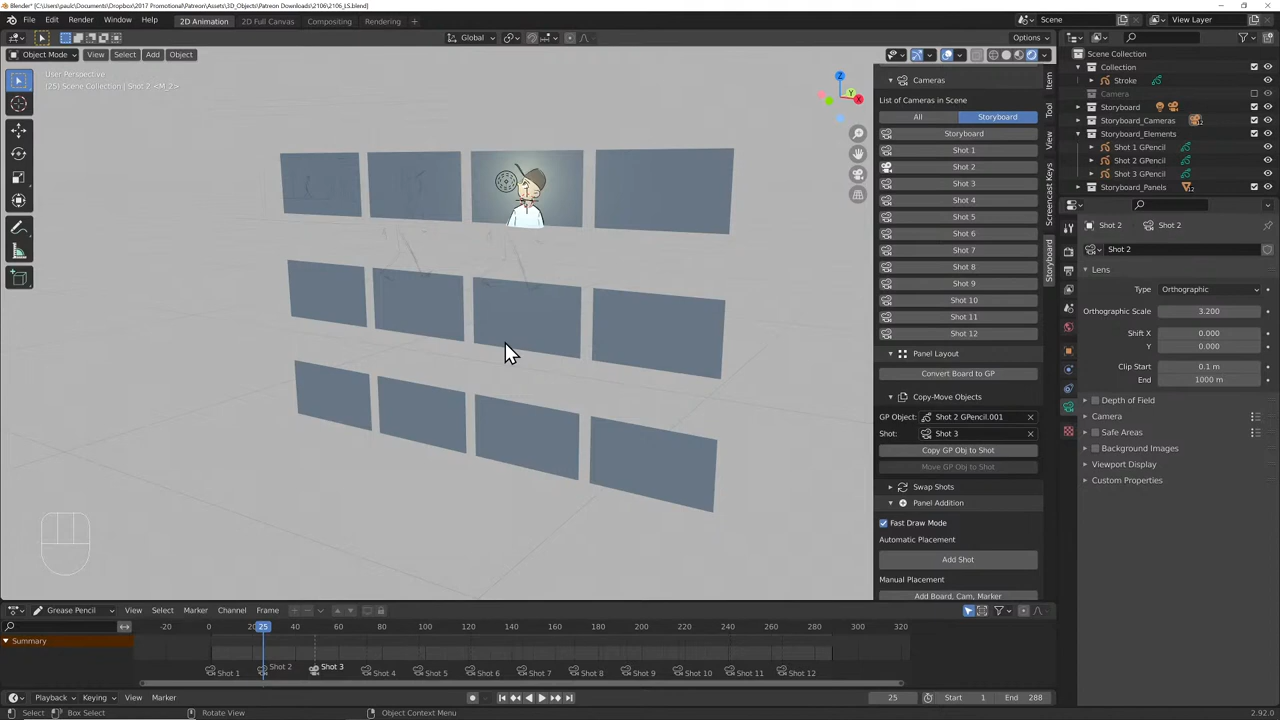 Blender* [C:\Users\paulc\Documents\Dropbox\2017 Promotional\Patreon\Assets\3D_Objects\Patreon Downloads\2106\2106_LS.blend]
File Edit Render Window Help 2D Animation 2D Full Canvas Compositing Rendering Scene View Layer
Global Options
Object Mode View Select Add Object
User Perspective
(25) Scene Collection | Shot 2 <M_2>
Z
Y
X
Cameras
List of Cameras in Scene
All Storyboard
Storyboard
Shot 1
Shot 2
Shot 3
Shot 4
Shot 5
Shot 6
Shot 7
Shot 8
Shot 9
Shot 10
Shot 11
Shot 12
Panel Layout
Convert Board to GP
Copy-Move Objects
GP Object: Shot 2 GPencil.001
Shot: Shot 3
Copy GP Obj to Shot
Move GP Obj to Shot
Swap Shots
Panel Addition
Fast Draw Mode
Automatic Placement
Add Shot
Manual Placement
Add Board, Cam, Marker
Item
Tool
View
Screencast Keys
Storyboard
Scene Collection
Collection
Stroke
Camera
Storyboard
Storyboard_Cameras
12
Storyboard_Elements
Shot 1 GPencil
Shot 2 GPencil
Shot 3 GPencil
Storyboard_Panels
12
Shot 2 Shot 2
Shot 2
Lens
Type Orthographic
Orthographic Scale 3.200
Shift X 0.000
Y 0.000
Clip Start 0.1 m
End 1000 m
Depth of Field
Camera
Safe Areas
Background Images
Viewport Display
Custom Properties
Grease Pencil View Select Marker Channel Frame
-20 0 20 25 40 60 80 100 120 140 160 180 200 220 240 260 280 300 320
Summary
Shot 1 Shot 2 Shot 3 Shot 4 Shot 5 Shot 6 Shot 7 Shot 8 Shot 9 Shot 10 Shot 11 Shot 12
Playback Keying View Marker 25 Start 1 End 288
Select Box Select Rotate View Object Context Menu 2.92.0